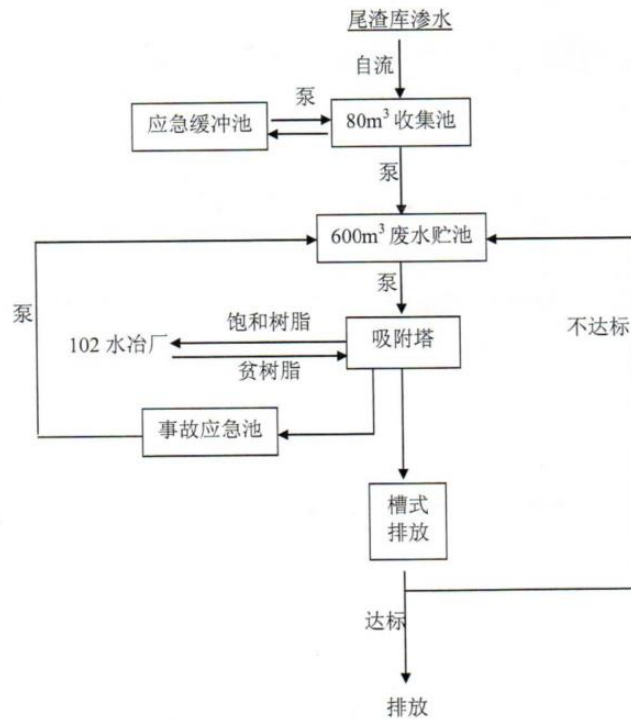 尾渣库渗水
自流
泵
应急缓冲池
80m³ 收集池
泵
600m³ 废水贮池
泵
泵
饱和树脂
不达标
102 水冶厂
吸附塔
贫树脂
事故应急池
槽式
排放
达标
排放